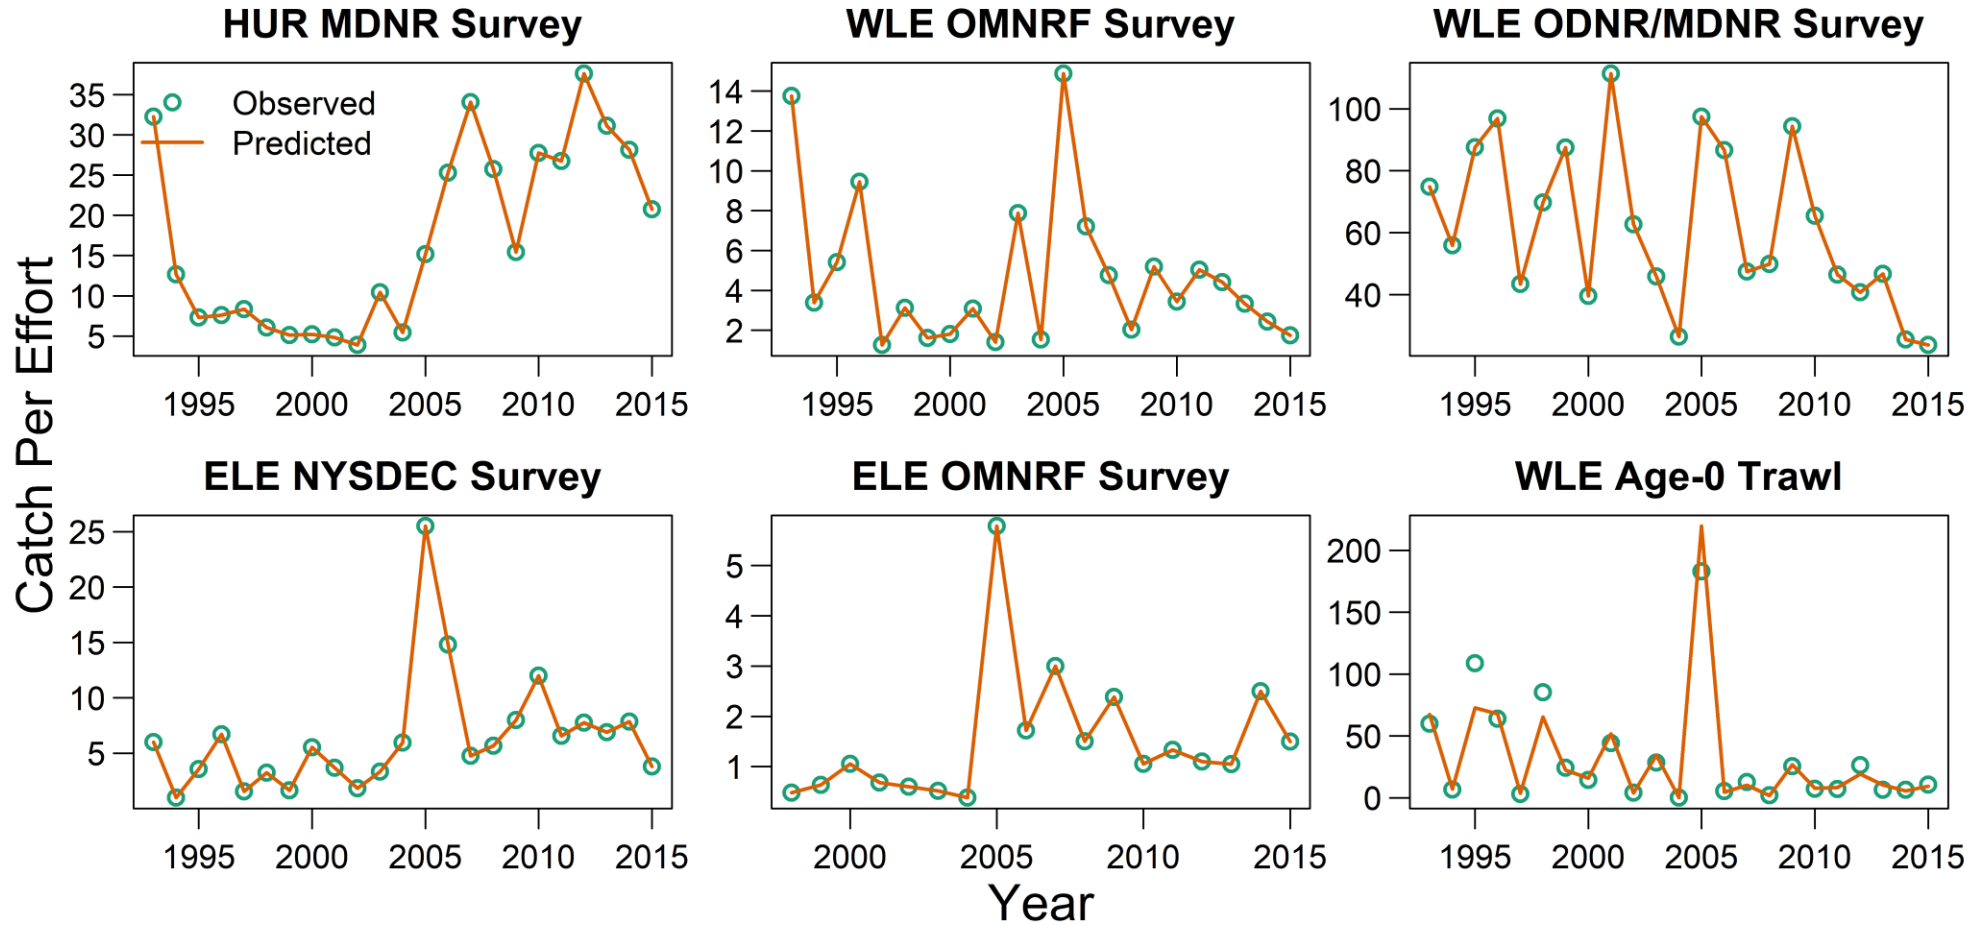 HUR MDNR Survey
WLE OMNRF Survey
WLE ODNR/MDNR Survey
Observed
Predicted
35
30
25
20
15
10
5
1995 2000 2005 2010 2015
14
12
10
8
6
4
2
1995 2000 2005 2010 2015
100
80
60
40
1995 2000 2005 2010 2015
Catch Per Effort
ELE NYSDEC Survey
ELE OMNRF Survey
WLE Age-0 Trawl
25
20
15
10
5
1995 2000 2005 2010 2015
5
4
3
2
1
2000 2005 2010 2015
200
150
100
50
0
1995 2000 2005 2010 2015
Year